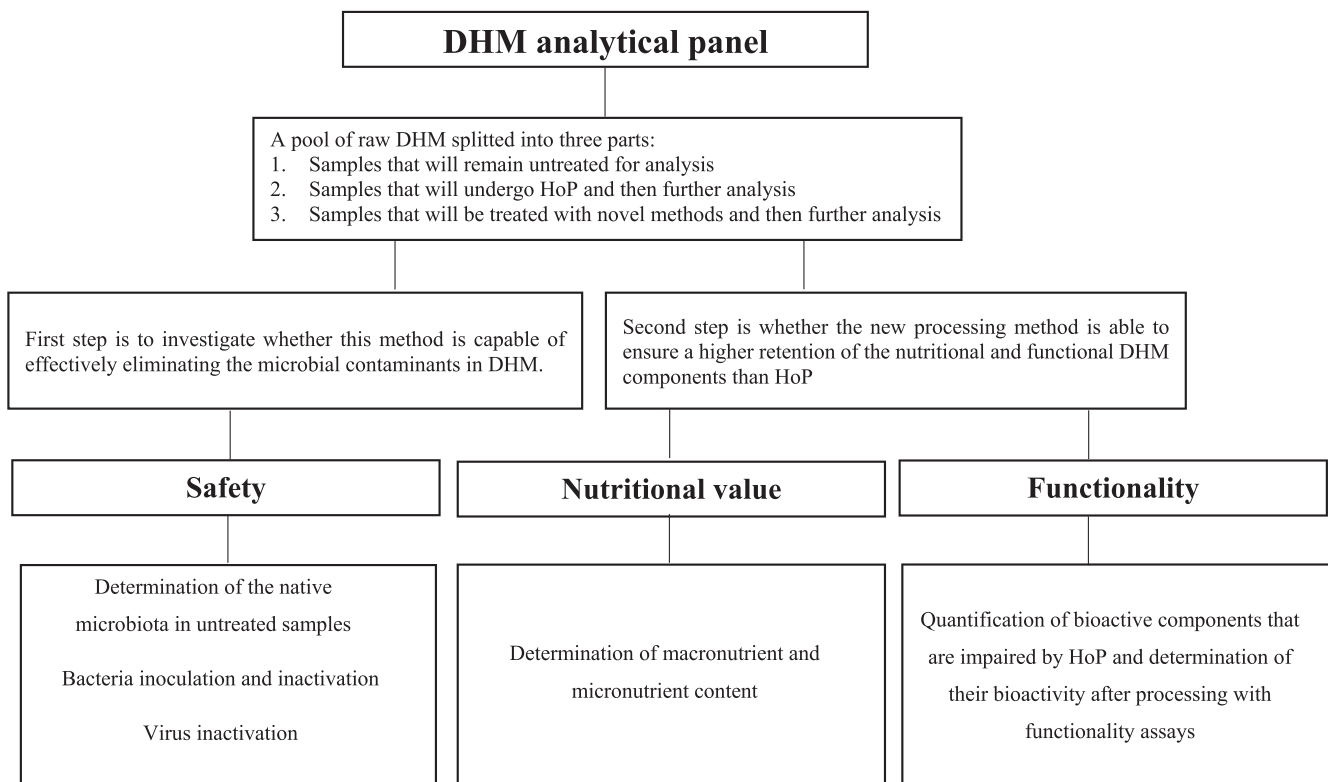 DHM analytical panel
A pool of raw DHM splitted into three parts:
1. Samples that will remain untreated for analysis
2. Samples that will undergo HoP and then further analysis
3. Samples that will be treated with novel methods and then further analysis
First step is to investigate whether this method is capable of
effectively eliminating the microbial contaminants in DHM.
Second step is whether the new processing method is able to
ensure a higher retention of the nutritional and functional DHM
components than HoP
Safety
Nutritional value
Functionality
Determination of the native
microbiota in untreated samples
Bacteria inoculation and inactivation
Virus inactivation
Determination of macronutrient and
micronutrient content
Quantification of bioactive components that
are impaired by HoP and determination of
their bioactivity after processing with
functionality assays